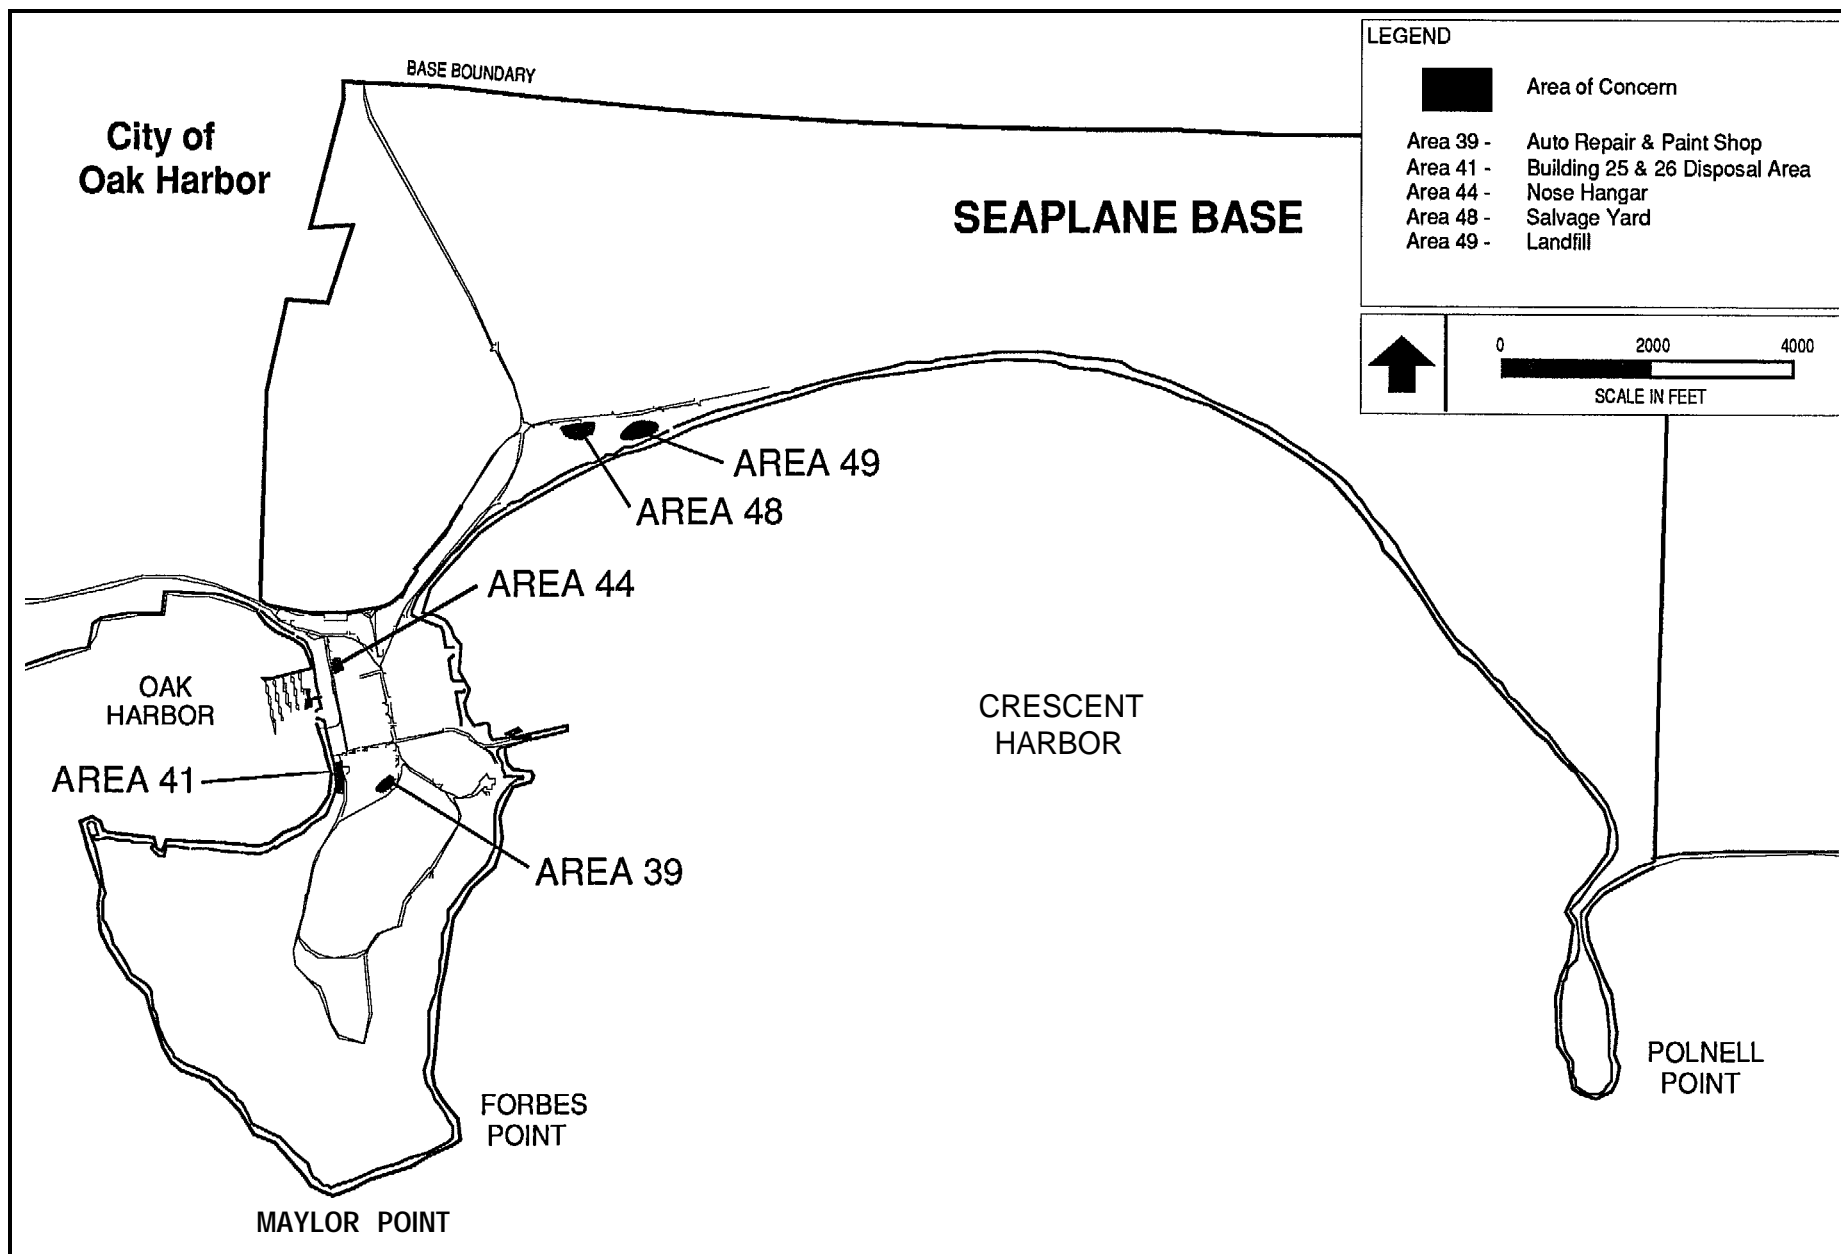 LEGEND
Area of Concern
Area 39 - Auto Repair & Paint Shop
Area 41 - Building 25 & 26 Disposal Area
Area 44 - Nose Hangar
Area 48 - Salvage Yard
Area 49 - Landfill
0 2000 4000
SCALE IN FEET
BASE BOUNDARY
City of
Oak Harbor
SEAPLANE BASE
AREA 49
AREA 48
AREA 44
OAK
HARBOR
CRESCENT
HARBOR
AREA 41
AREA 39
POLNELL
POINT
FORBES
POINT
MAYLOR POINT